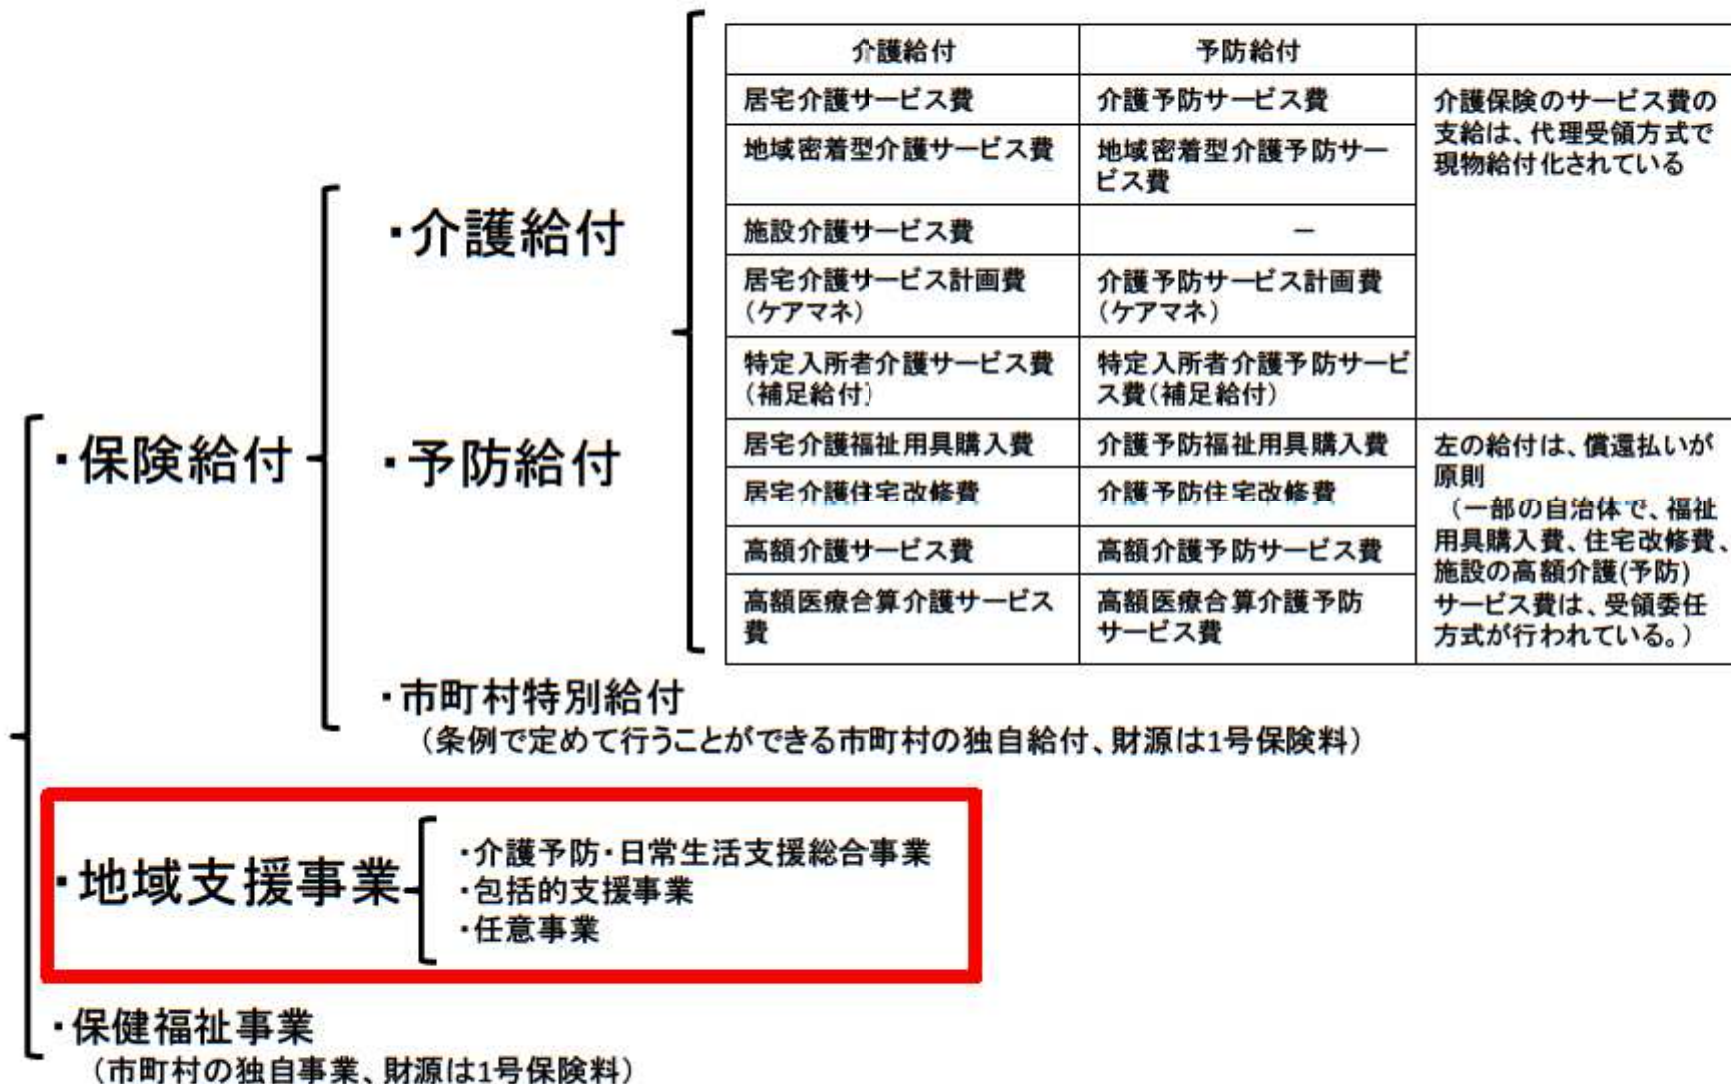 介護給付 予防給付
居宅介護サービス費 介護予防サービス費 介護保険のサービス費の
支給は、代理受領方式で
現物給付化されている
地域密着型介護サービス費 地域密着型介護予防サー
ビス費
施設介護サービス費 －
居宅介護サービス計画費 介護予防サービス計画費
（ケアマネ） （ケアマネ）
特定入所者介護サービス費 特定入所者介護予防サービ
（補足給付） ス費（補足給付）
居宅介護福祉用具購入費 介護予防福祉用具購入費 左の給付は、償還払いが
原則
居宅介護住宅改修費 介護予防住宅改修費 （一部の自治体で、福祉
用具購入費、住宅改修費、
高額介護サービス費 高額介護予防サービス費 施設の高額介護(予防)
高額医療合算介護サービス 高額医療合算介護予防 サービス費は、受領委任
費 サービス費 方式が行われている。）
・介護給付
・保険給付 ・予防給付
・市町村特別給付
（条例で定めて行うことができる市町村の独自給付、財源は1号保険料）
・地域支援事業
・介護予防・日常生活支援総合事業
・包括的支援事業
・任意事業
・保健福祉事業
（市町村の独自事業、財源は1号保険料）